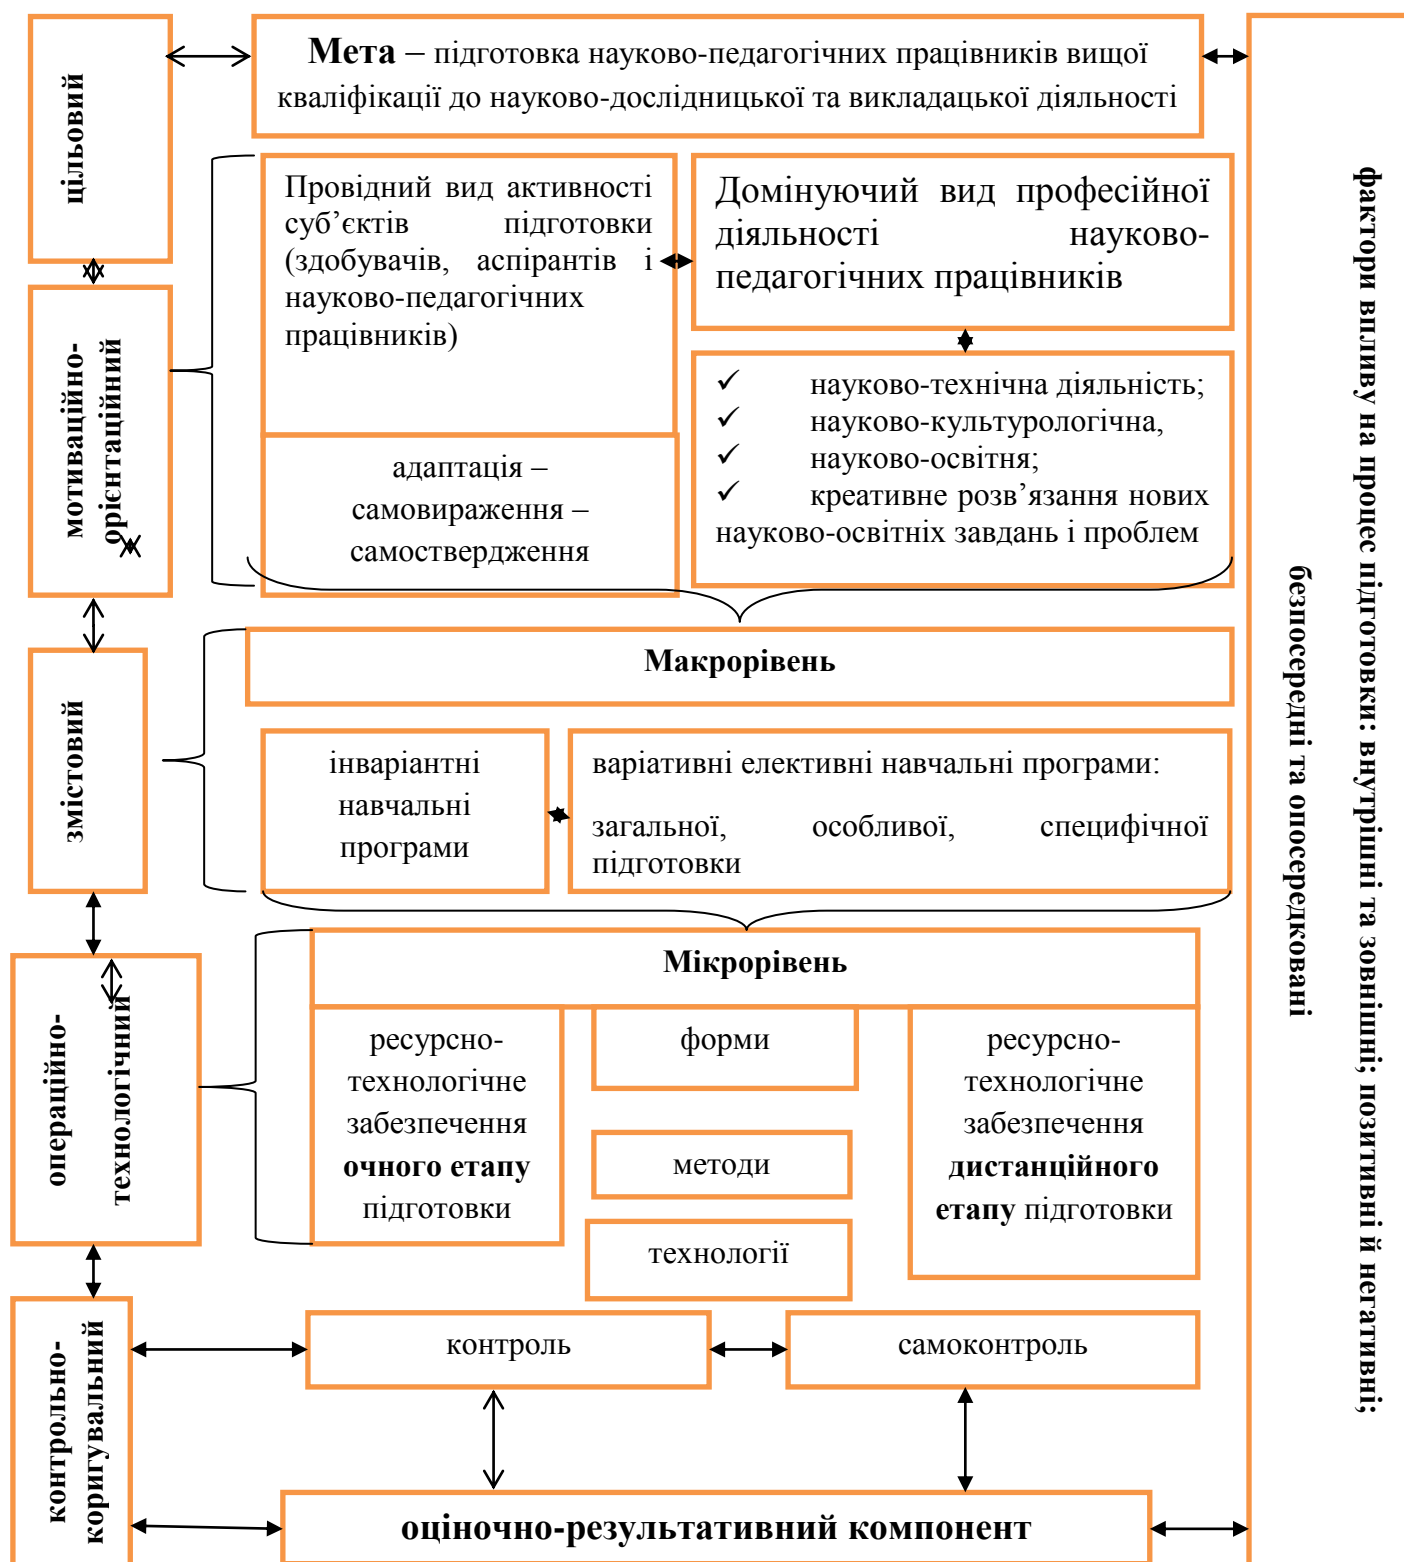 цільовий
Мета – підготовка науково-педагогічних працівників вищої
кваліфікації до науково-дослідницької та викладацької діяльності
мотиваційно-
орієнтаційний
Провідний вид активності
суб’єктів підготовки
(здобувачів, аспірантів і
науково-педагогічних
працівників)
адаптація –
самовираження –
самоствердження
Домінуючий вид професійної
діяльності науково-
педагогічних працівників
✓ науково-технічна діяльність;
✓ науково-культурологічна,
✓ науково-освітня;
✓ креативне розв’язання нових
науково-освітніх завдань і проблем
змістовий
Макрорівень
інваріантні
навчальні
програми
варіативні елективні навчальні програми:
загальної, особливої, специфічної
підготовки
операційно-
технологічний
Мікрорівень
ресурсно-
технологічне
забезпечення
очного етапу
підготовки
форми
методи
технології
ресурсно-
технологічне
забезпечення
дистанційного
етапу підготовки
контрольно-
коригувальний
контроль
самоконтроль
оціночно-результативний компонент
фактори впливу на процес підготовки: внутрішні та зовнішні; позитивні й негативні;
безпосередні та опосередковані